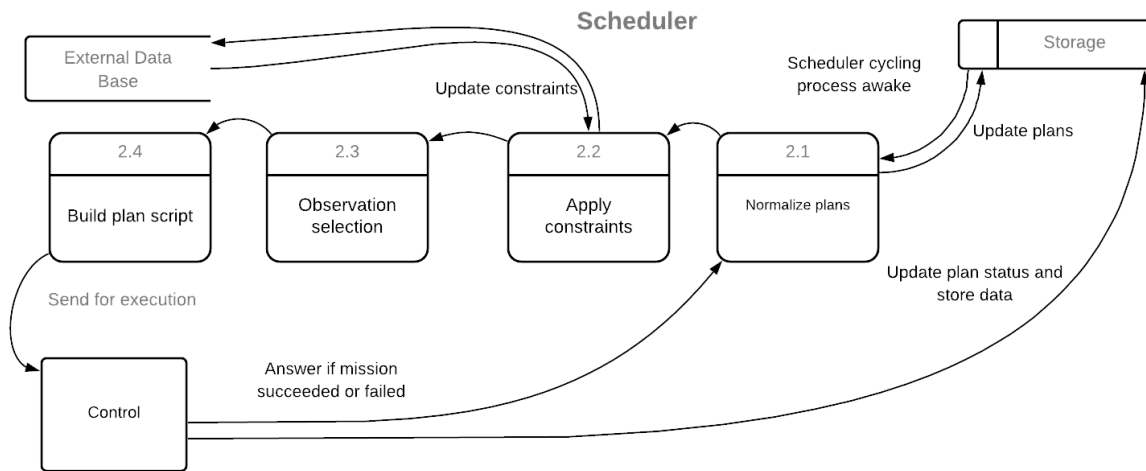 Scheduler
External Data
Base
Storage
Scheduler cycling
process awake
Update constraints
Update plans
2.4
2.3
2.2
2.1
Build plan script
Observation
selection
Apply
constraints
Normalize plans
Update plan status and
store data
Send for execution
Answer if mission
succeeded or failed
Control